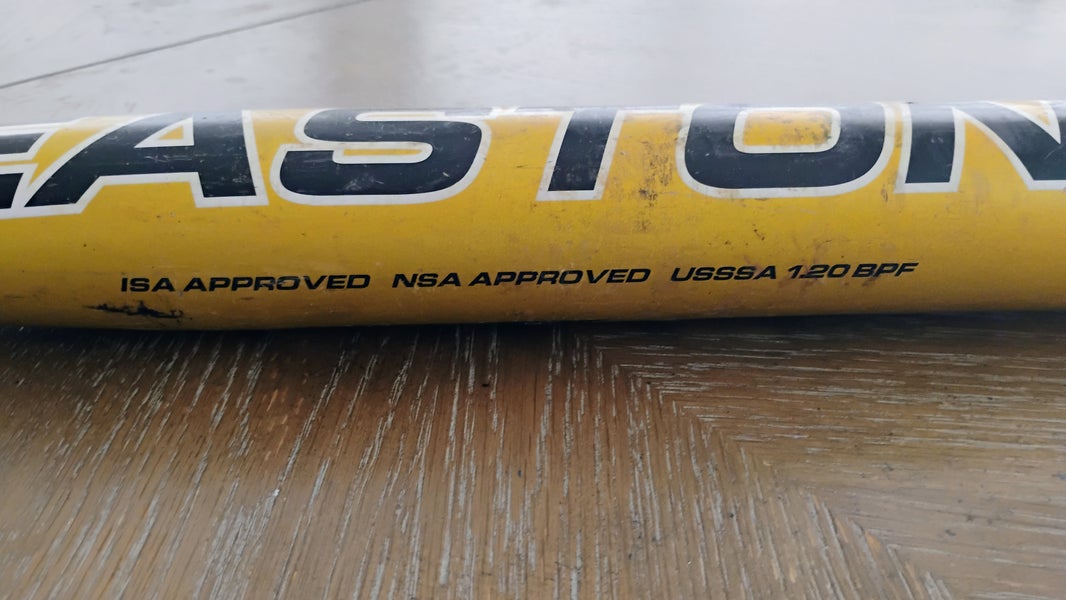 EASTON
ISA APPROVED NSA APPROVED USSSA 1.20 BPF